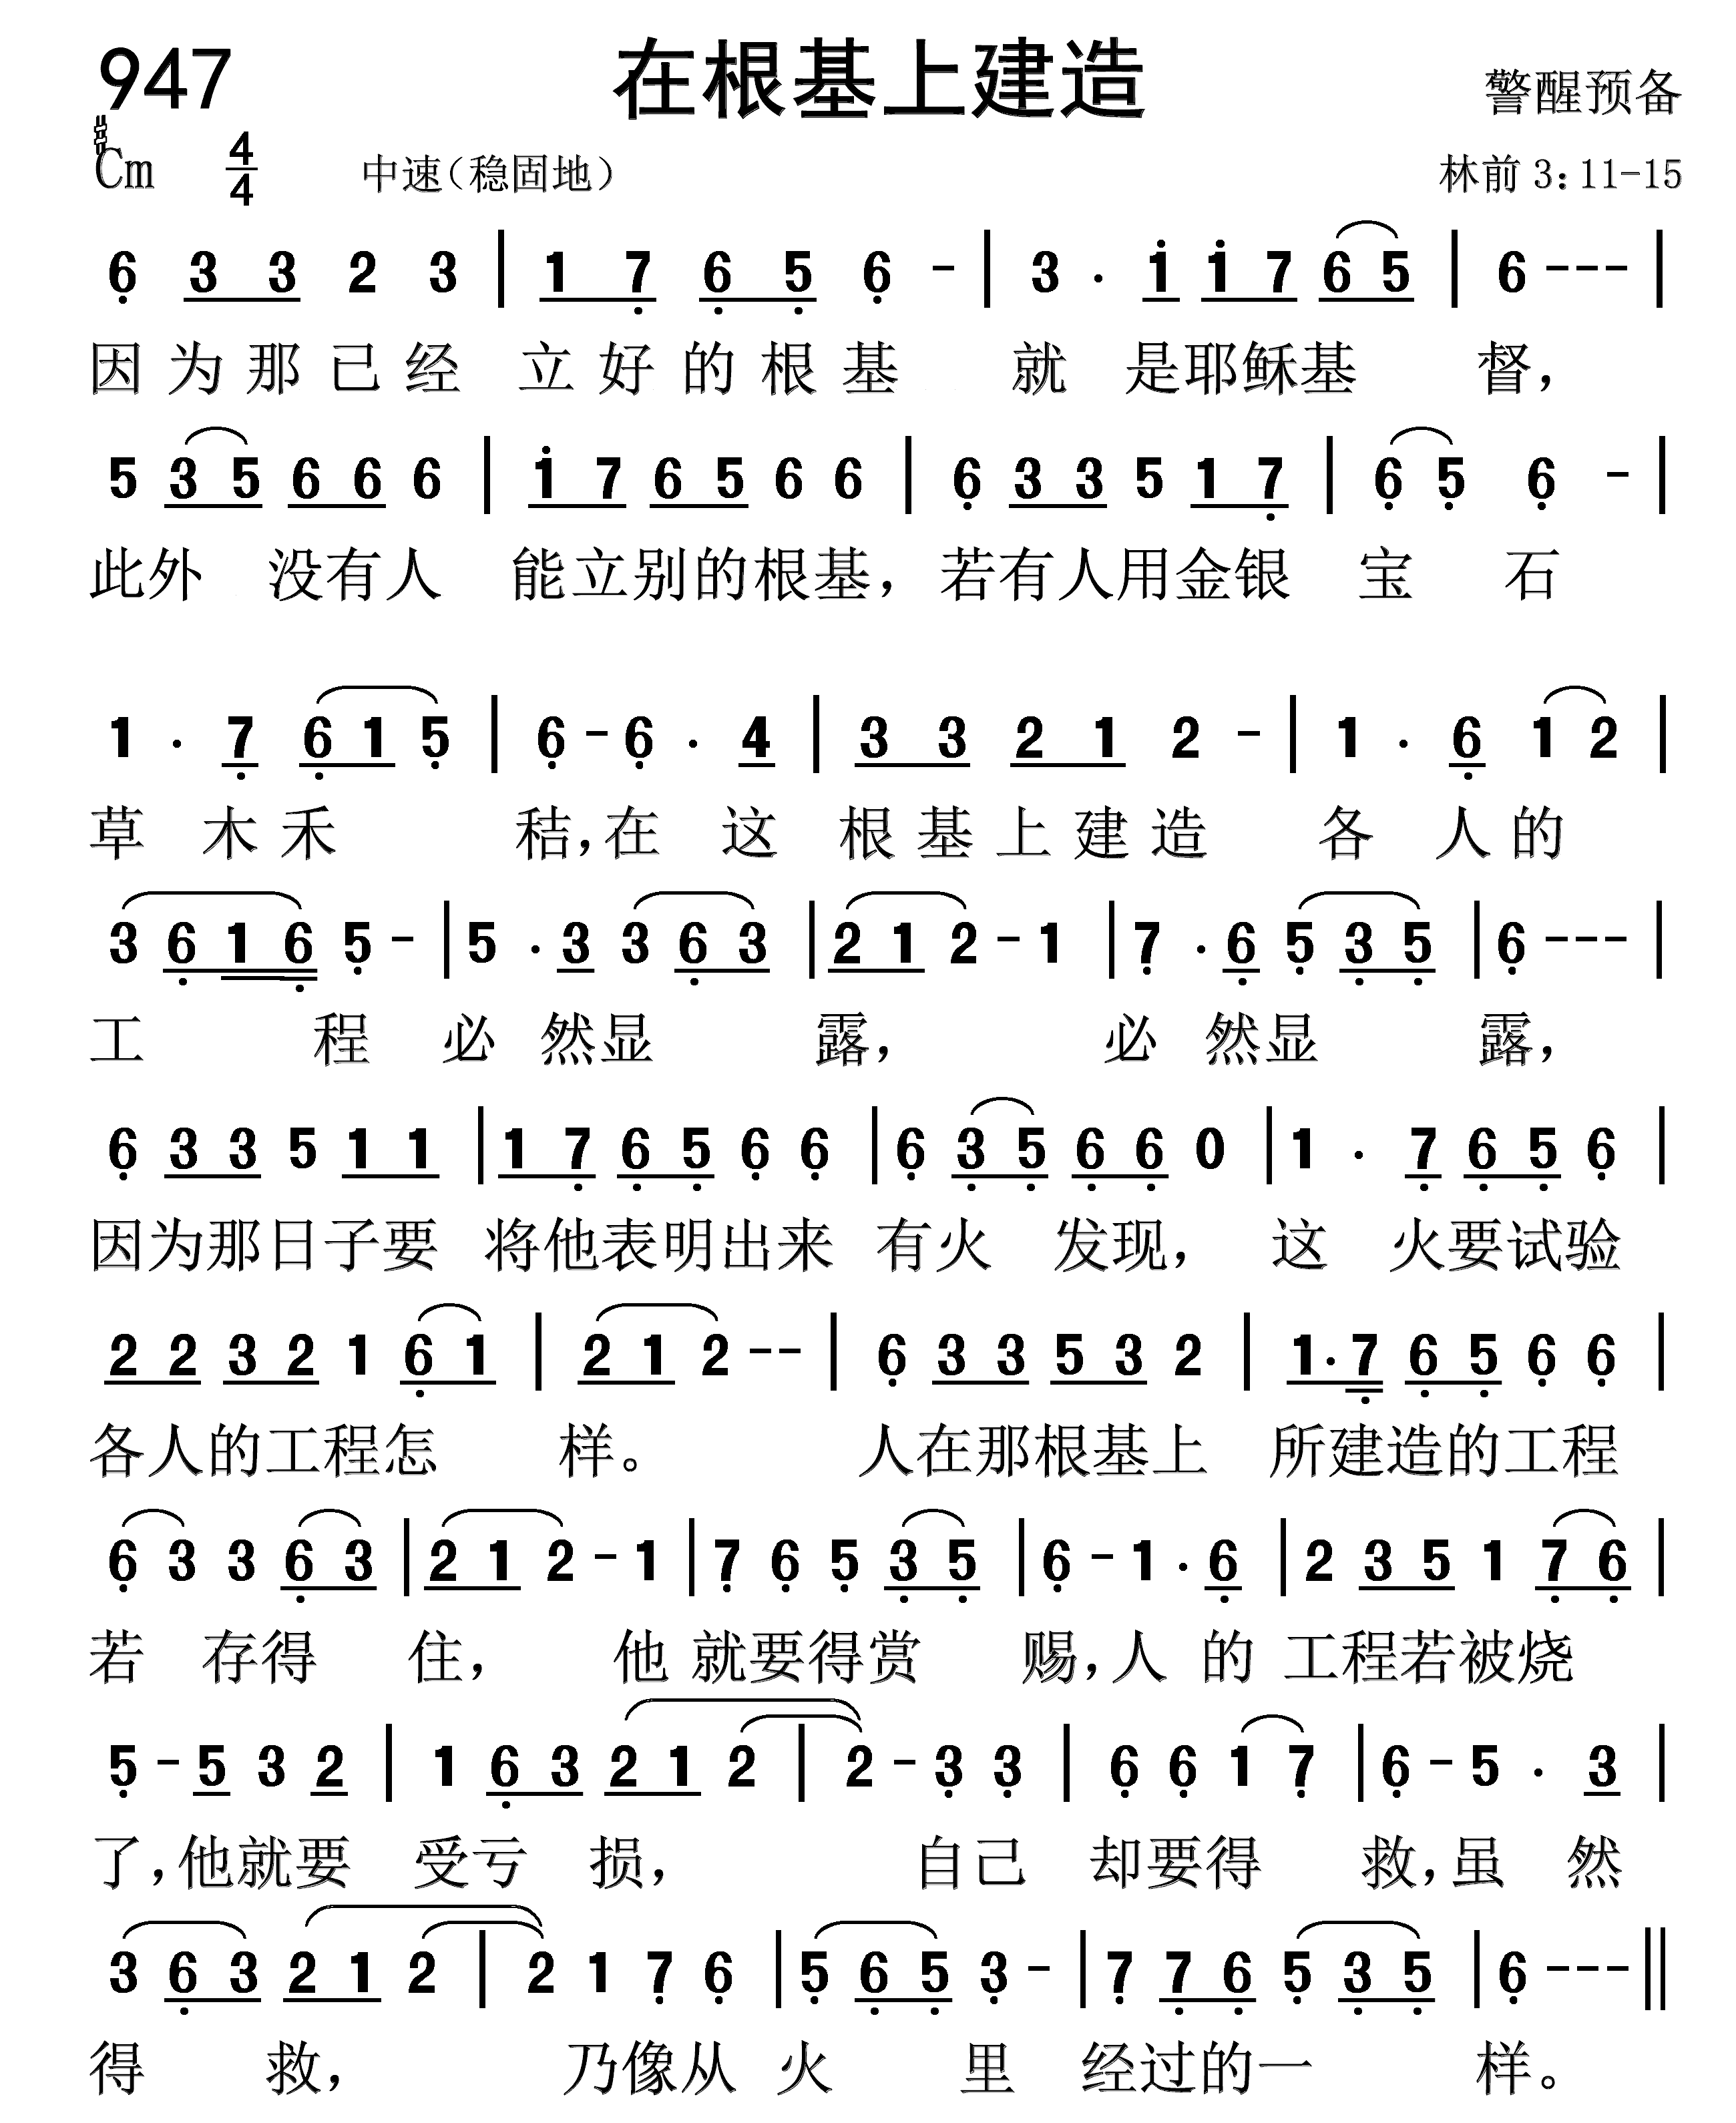 947 在根基上建造 警醒预备
#Cm 4/4 中速(稳固地) 林前 3:11-15
6 3 3 2 3 | 1 7 6 5 6 - | 3 · 1 1 7 6 5 | 6 - - - |
因为那已经 立好的根基 就 是耶稣基 督,
5 3 5 6 6 6 | 1 7 6 5 6 6 | 6 3 3 5 1 7 | 6 5 6 - |
此外 没有人 能立别的根基, 若有人用金银 宝 石
1 · 7 6 1 5 | 6 - 6 · 4 | 3 3 2 1 2 - | 1 · 6 1 2 |
草 木禾 秸,在 这 根基上建造 各 人的
3 6 1 6 5 - | 5 · 3 3 6 3 | 2 1 2 - 1 | 7 · 6 5 3 5 | 6 - - - |
工 程 必 然显 露, 必 然显 露,
6 3 3 5 1 1 | 1 7 6 5 6 6 | 6 3 5 6 6 0 | 1 · 7 6 5 6 |
因为那日子要 将他表明出来 有火 发现, 这 火要试验
2 2 3 2 1 6 1 | 2 1 2 - - | 6 3 3 5 3 2 | 1 · 7 6 5 6 6 |
各人的工程怎 样。 人在那根基上 所建造的工程
6 3 3 6 3 | 2 1 2 - 1 | 7 6 5 3 5 | 6 - 1 · 6 | 2 3 5 1 7 6 |
若 存得 住, 他 就要得赏 赐,人 的 工程若被烧
5 - 5 3 2 | 1 6 3 2 1 2 | 2 - 3 3 | 6 6 1 7 | 6 - 5 · 3 |
了,他就要 受亏 损, 自己 却要得 救,虽 然
3 6 3 2 1 2 | 2 1 7 6 | 5 6 5 3 - | 7 7 6 5 3 5 | 6 - - - ||
得 救, 乃像从 火 里 经过的一 样。